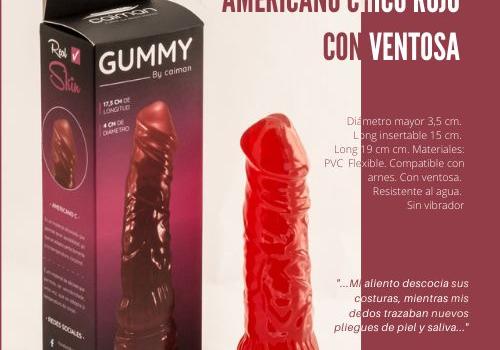 AMERICANO C RICO ROJO
CON VENTOSA
caiman
Real
Skin
GUMMY
By caiman
17,5 CM DE
LONGITUD
4 CM DE
DIÁMETRO
- AMERICANO C -
- REDES SOCIALES -
Diámetro mayor 3,5 cm.
Long insertable 15 cm.
Long 19 cm cm. Materiales:
PVC Flexible. Compatible con
arnes. Con ventosa.
Resistente al agua.
Sin vibrador
"...Mi aliento descocia sus
costuras, mientras mis
dedos trazaban nuevos
pliegues de piel y saliva..."